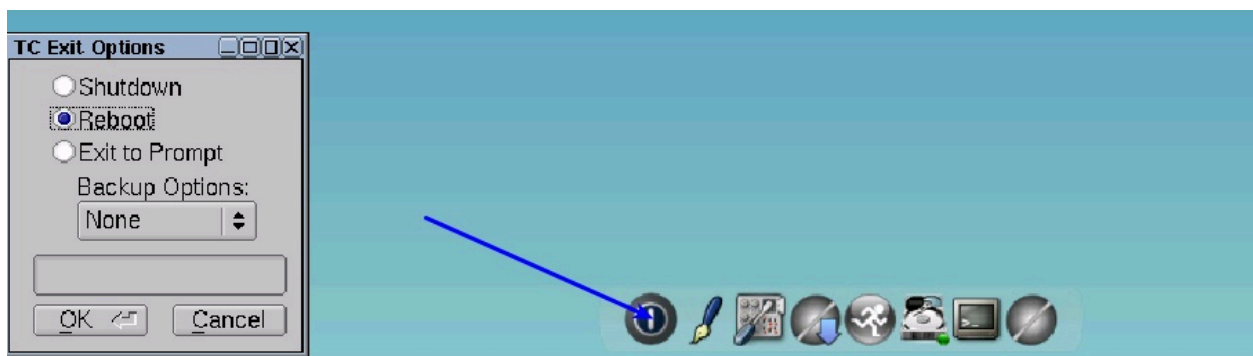 TC Exit Options
Shutdown
Reboot
Exit to Prompt
Backup Options:
None
OK
Cancel